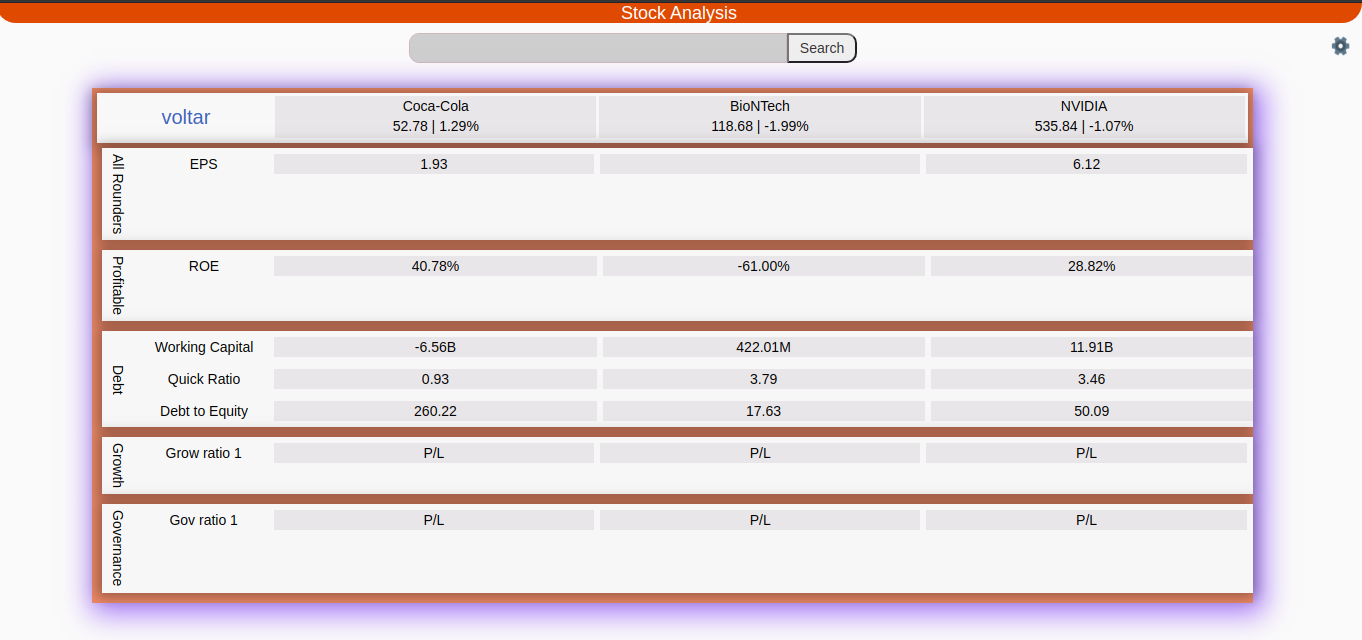 Stock Analysis
Search
voltar Coca-Cola BioNTech NVIDIA
52.78 | 1.29% 118.68 | -1.99% 535.84 | -1.07%
All Rounders
EPS 1.93 6.12
Profitable
ROE 40.78% -61.00% 28.82%
Debt
Working Capital -6.56B 422.01M 11.91B
Quick Ratio 0.93 3.79 3.46
Debt to Equity 260.22 17.63 50.09
Growth
Grow ratio 1 P/L P/L P/L
Governance
Gov ratio 1 P/L P/L P/L